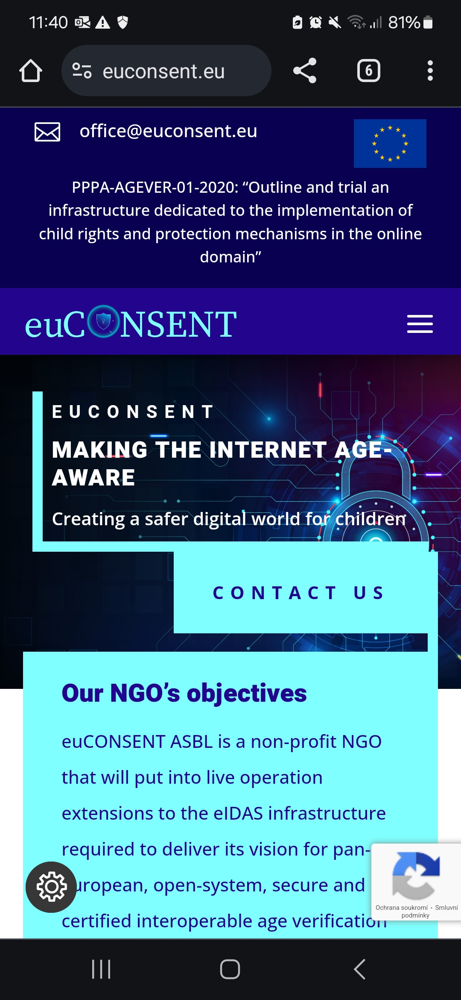 11:40
81%
euconsent.eu
6
office@euconsent.eu
PPPA-AGEVER-01-2020: “Outline and trial an
infrastructure dedicated to the implementation of
child rights and protection mechanisms in the online
domain”
euCONSENT
EUCONSENT
MAKING THE INTERNET AGE-
AWARE
Creating a safer digital world for children
CONTACT US
Our NGO’s objectives
euCONSENT ASBL is a non-profit NGO
that will put into live operation
extensions to the eIDAS infrastructure
required to deliver its vision for pan-
uropean, open-system, secure and
certified interoperable age verification
Ochrana soukromí - Smluvní
podmínky